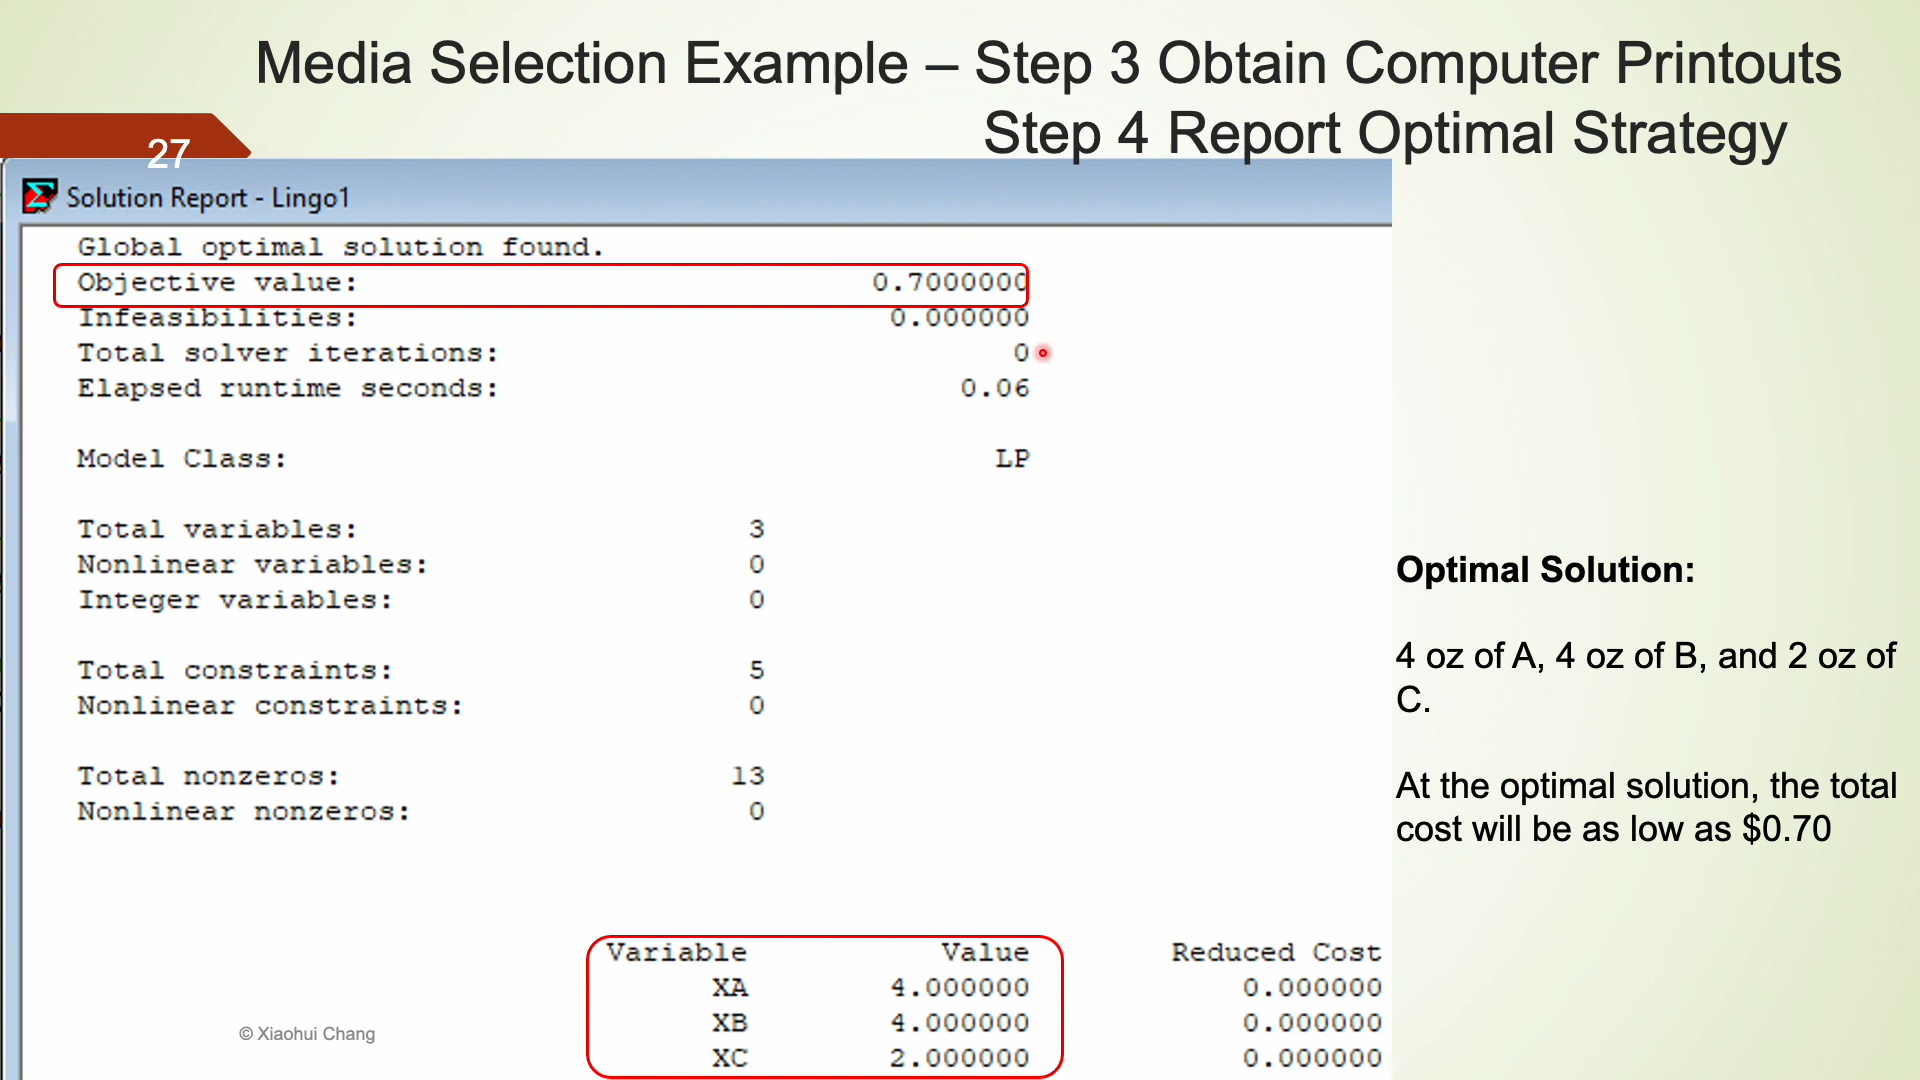 Media Selection Example – Step 3 Obtain Computer Printouts
Step 4 Report Optimal Strategy
27
Solution Report - Lingo1
Global optimal solution found.
Objective value: 0.7000000
Infeasibilities: 0.000000
Total solver iterations: 0
Elapsed runtime seconds: 0.06
Model Class: LP
Total variables: 3
Nonlinear variables: 0
Integer variables: 0
Total constraints: 5
Nonlinear constraints: 0
Total nonzeros: 13
Nonlinear nonzeros: 0
Variable Value Reduced Cost
XA 4.000000 0.000000
XB 4.000000 0.000000
XC 2.000000 0.000000
Optimal Solution:
4 oz of A, 4 oz of B, and 2 oz of
C.
At the optimal solution, the total
cost will be as low as $0.70
© Xiaohui Chang